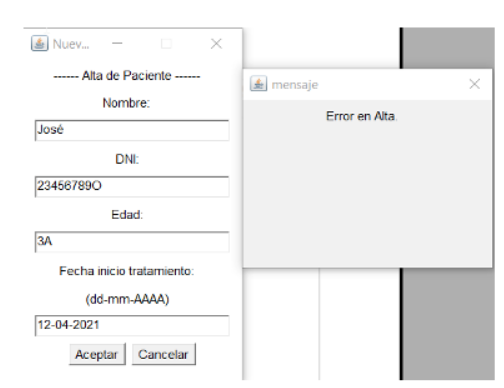 Nuev...
------ Alta de Paciente ------
Nombre:
José
DNI:
23456789O
Edad:
3A
Fecha inicio tratamiento:
(dd-mm-AAAA)
12-04-2021
Aceptar Cancelar
mensaje
Error en Alta.